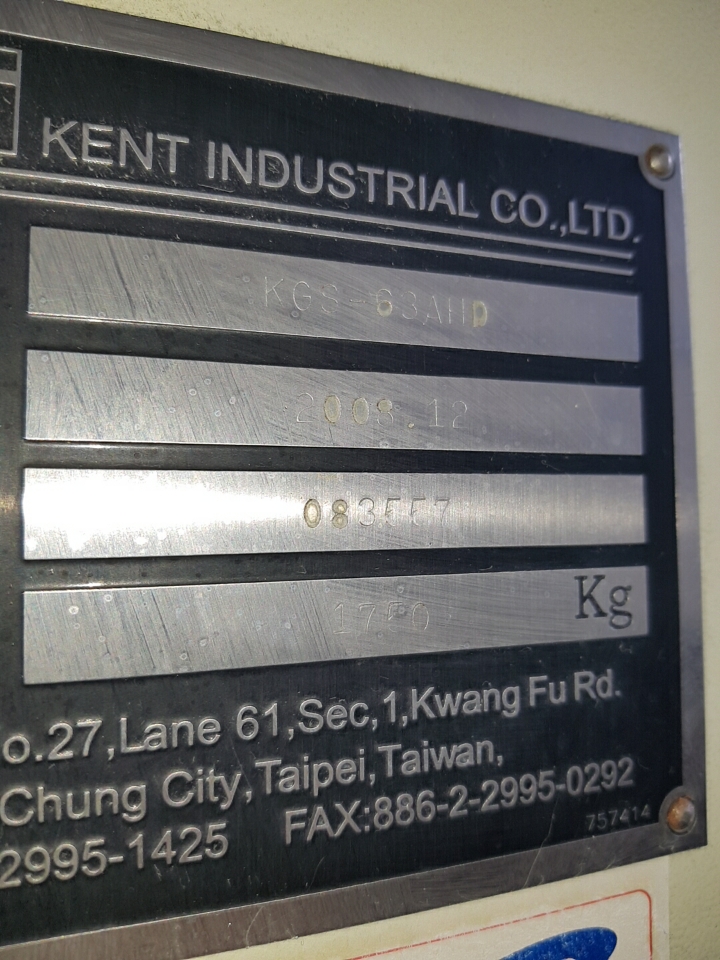 KENT INDUSTRIAL CO.,LTD.
KGS-63AHD
2008.12
1750 Kg
o.27,Lane 61,Sec,1,Kwang Fu Rd.
Chung City,Taipei,Taiwan,
2995-1425 FAX:886-2-2995-0292
757414